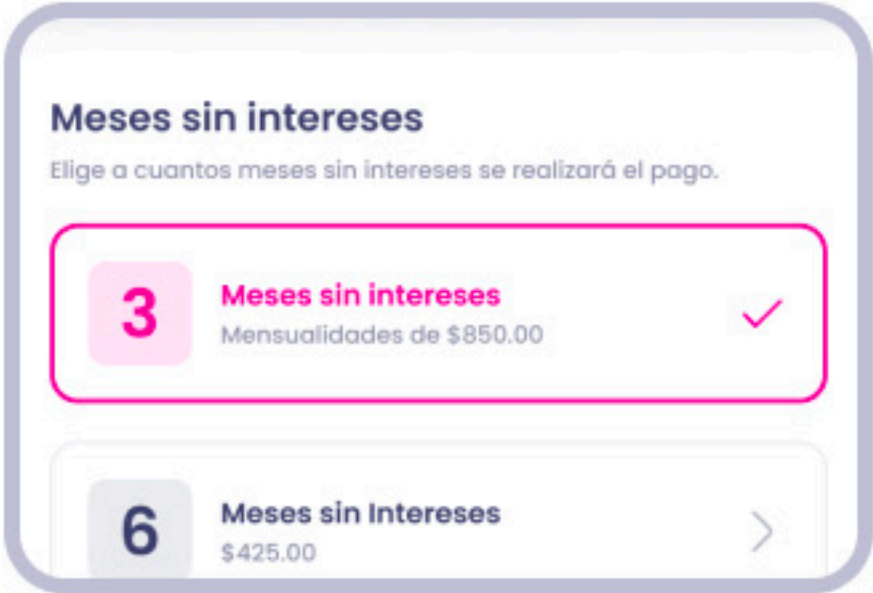 Meses sin intereses
Elige a cuantos meses sin intereses se realizará el pago.
3
Meses sin intereses
Mensualidades de $850.00
6
Meses sin Intereses
$425.00